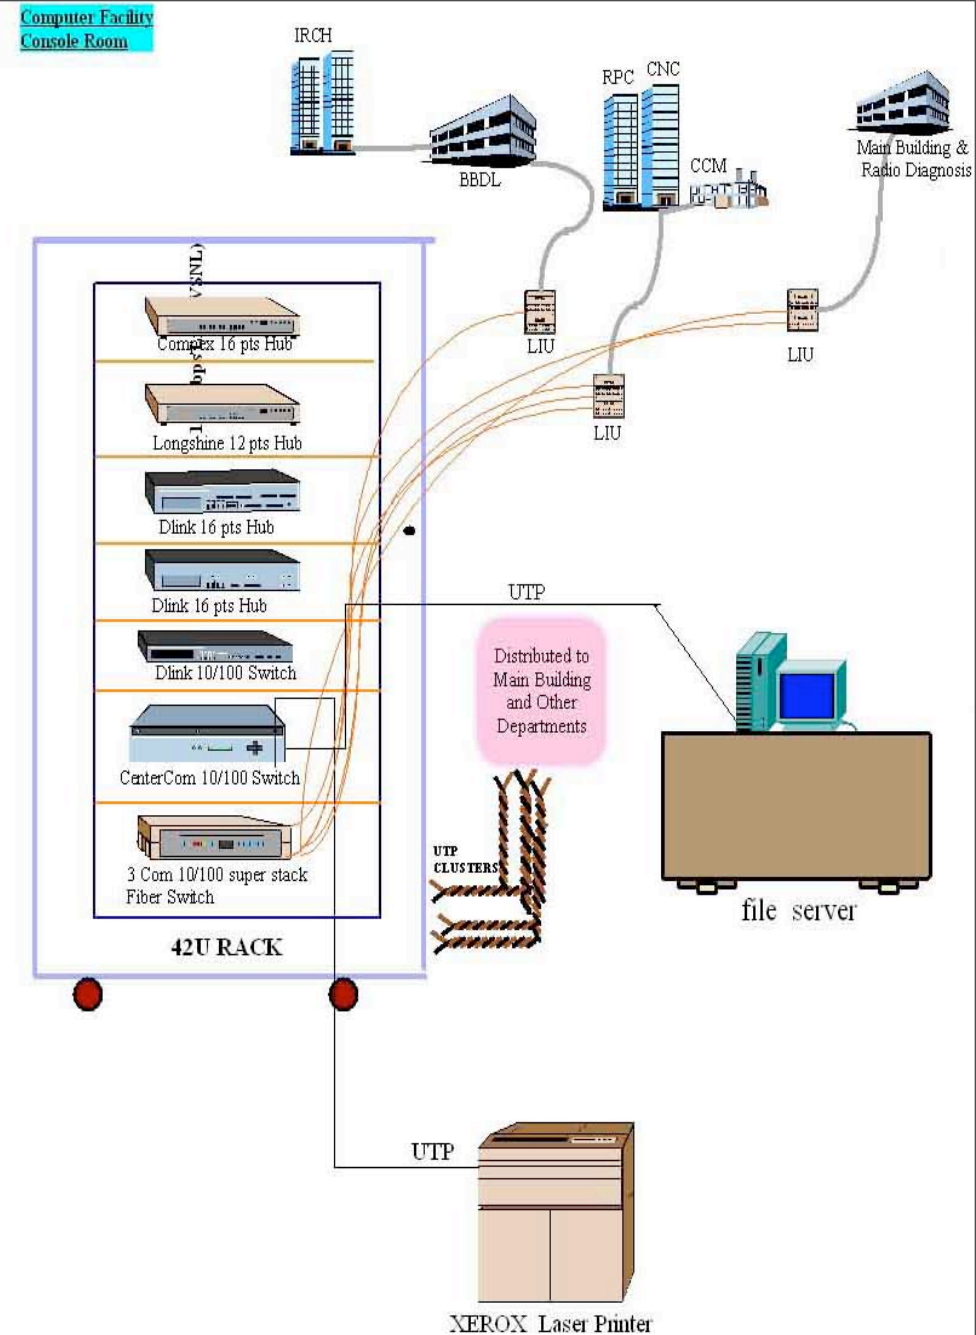 Computer Facility
Console Room
IRCH
BBDL
RPC
CNC
CCM
Main Building &
Radio Diagnosis
LIU
LIU
LIU
VSNL)
Compex 16 pts Hub
bps
Longshine 12 pts Hub
Dlink 16 pts Hub
Dlink 16 pts Hub
Dlink 10/100 Switch
CenterCom 10/100 Switch
3 Com 10/100 super stack
Fiber Switch
42U RACK
UTP
Distributed to
Main Building
and Other
Departments
UTP
CLUSTERS
file server
UTP
XEROX Laser Printer